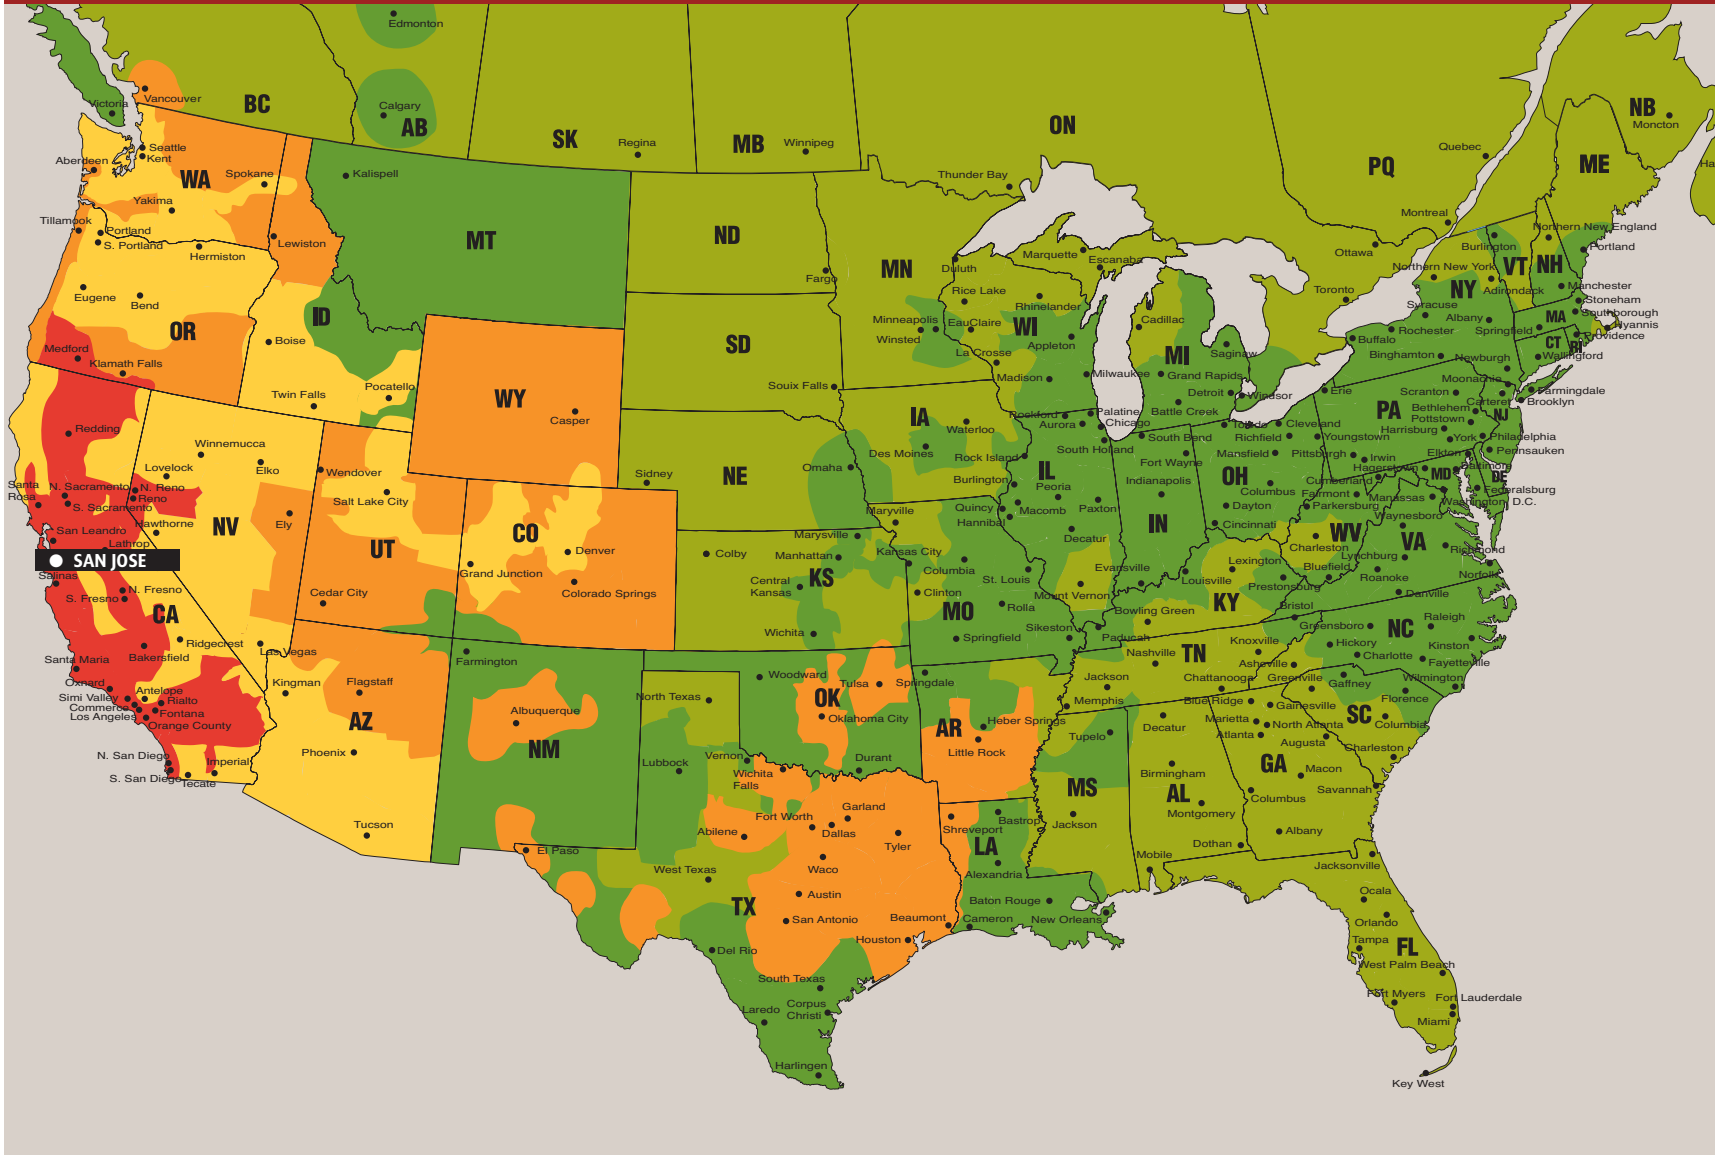 Edmonton
Vancouver
Victoria
BC
Calgary
AB
SK
Regina
MB
Winnipeg
ON
Thunder Bay
PQ
Quebec
Montreal
Ottawa
Toronto
NB
Moncton
ME
Ha
Seattle
Kent
Aberdeen
WA
Spokane
Yakima
Tillamook
Portland
S. Portland
Hermiston
Lewiston
Kalispell
MT
ID
Eugene
Bend
OR
Boise
Medford
Klamath Falls
Twin Falls
Pocatello
WY
Casper
ND
Fargo
SD
Souix Falls
MN
Duluth
Minneapolis
Winsted
Marquette
Escanaba
Rice Lake
Rhinelander
EauClaire
WI
La Crosse
Appleton
Madison
Milwaukee
Cadillac
MI
Saginaw
Grand Rapids
Detroit
Windsor
Battle Creek
Northern New England
Burlington
Portland
VT
NH
Northern New York
Adirondack
NY
Manchester
Stoneham
Southborough
Hyannis
Syracuse
Albany
MA
Springfield
Providence
Rochester
Buffalo
CT
RI
Wallingford
Binghamton
Newburgh
Moonachie
Scranton
Farmingdale
Carteret
Brooklyn
Erie
PA
Bethlehem
Pottstown
NJ
Harrisburg
York
Philadelphia
Pennsauken
Elkton
Baltimore
Pittsburgh
Irwin
Hagerstown
MD
DE
Cumberland
Federalsburg
Washington, D.C.
Manassas
Fairmont
Parkersburg
Redding
Winnemucca
Lovelock
Elko
Wendover
Salt Lake City
Santa
Rosa
N. Sacramento
S. Sacramento
N. Reno
Reno
Hawthorne
San Leandro
Lathrop
SAN JOSE
Salinas
NV
Ely
UT
N. Fresno
S. Fresno
CA
Cedar City
Ridgecrest
Bakersfield
Las Vegas
Santa Maria
Oxnard
Simi Valley
Antelope
Rialto
Commerce
Fontana
Los Angeles
Orange County
N. San Diego
S. San Diego
Imperial
Tecate
Kingman
Flagstaff
AZ
Phoenix
Tucson
CO
Denver
Grand Junction
Colorado Springs
Farmington
Albuquerque
NM
Sidney
NE
Omaha
IA
Waterloo
Des Moines
Rock Island
Burlington
Colby
Marysville
Manhattan
Central
Kansas
KS
Wichita
Maryville
Kansas City
Columbia
St. Louis
Clinton
MO
Rolla
Springfield
Sikeston
Rockford
Aurora
Palatine
Chicago
South Holland
IL
Peoria
Quincy
Hannibal
Macomb
Paxton
Decatur
Mount Vernon
South Bend
Fort Wayne
Indianapolis
IN
Evansville
Toledo
Cleveland
Richfield
Youngstown
Mansfield
OH
Columbus
Dayton
Cincinnati
Charleston
WV
Bluefield
Waynesboro
VA
Richmond
Lynchburg
Roanoke
Norfolk
Danville
Lexington
Louisville
Prestonsburg
KY
Bowling Green
Paducah
Bristol
Greensboro
Raleigh
NC
Hickory
Kinston
Charlotte
Fayetteville
Asheville
Wilmington
Knoxville
Nashville
TN
Chattanooga
Jackson
Memphis
Greenville
Gaffney
Florence
SC
Columbia
Charleston
Blue Ridge
Gainesville
Marietta
North Atlanta
Atlanta
Augusta
GA
Macon
Savannah
Columbus
Albany
Decatur
Birmingham
AL
Montgomery
Dothan
Mobile
Tupelo
MS
Jackson
Woodward
Tulsa
OK
Oklahoma City
Durant
Springdale
AR
Heber Springs
Little Rock
North Texas
Lubbock
Vernon
Wichita
Falls
Abilene
Fort Worth
Garland
Dallas
Tyler
Waco
El Paso
West Texas
TX
Austin
San Antonio
Beaumont
Houston
Del Rio
South Texas
Laredo
Corpus
Christi
Harlingen
Shreveport
Bastrop
LA
Alexandria
Baton Rouge
Cameron
New Orleans
Jacksonville
Ocala
Orlando
Tampa
FL
West Palm Beach
Fort Myers
Fort Lauderdale
Miami
Key West